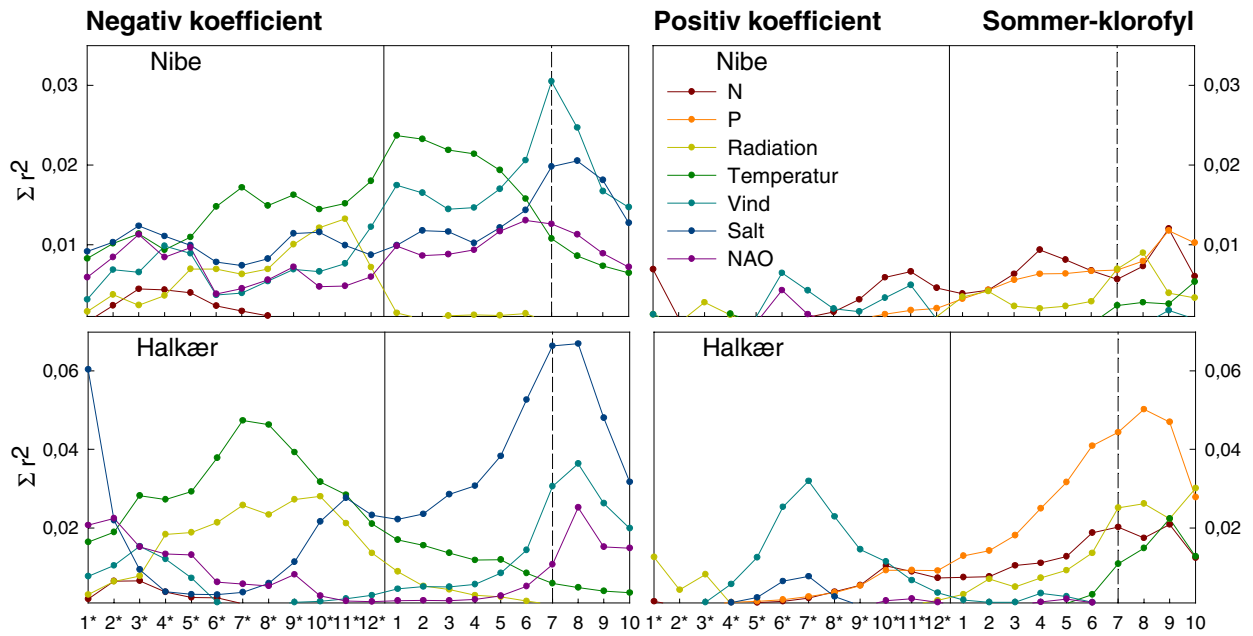 Negativ koefficient
Positiv koefficient
Sommer-klorofyl
Nibe
Nibe
N
P
Radiation
Temperatur
Vind
Salt
NAO
0,03
0,02
0,01
Σ r2
0,03
0,02
0,01
Halkær
Halkær
0,06
0,04
0,02
Σ r2
0,06
0,04
0,02
1* 2* 3* 4* 5* 6* 7* 8* 9* 10* 11* 12* 1 2 3 4 5 6 7 8 9 10
1* 2* 3* 4* 5* 6* 7* 8* 9* 10* 11* 12* 1 2 3 4 5 6 7 8 9 10